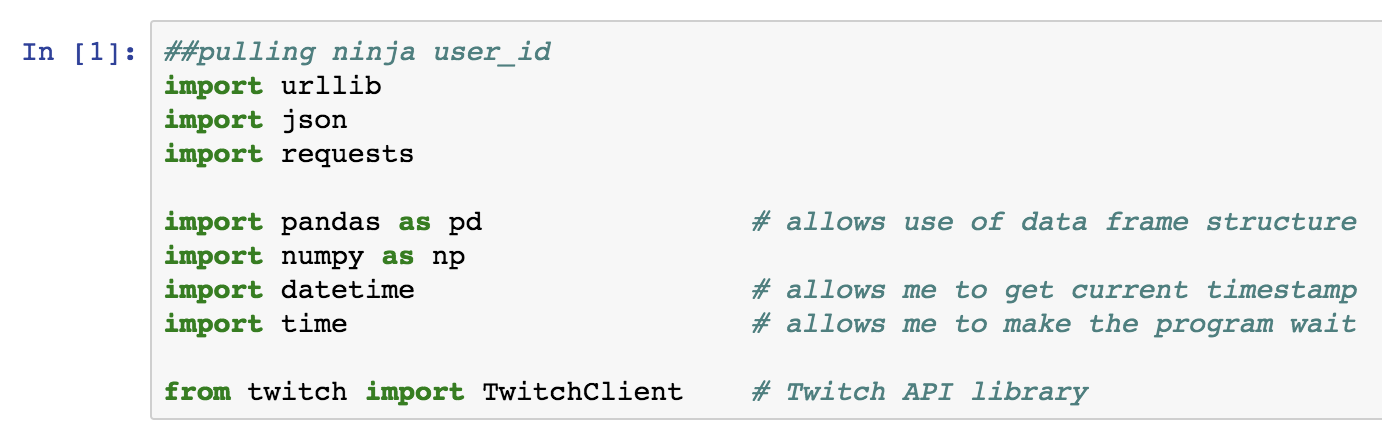 In [1]: ##pulling ninja user_id
import urllib
import json
import requests
import pandas as pd # allows use of data frame structure
import numpy as np
import datetime # allows me to get current timestamp
import time # allows me to make the program wait
from twitch import TwitchClient # Twitch API library